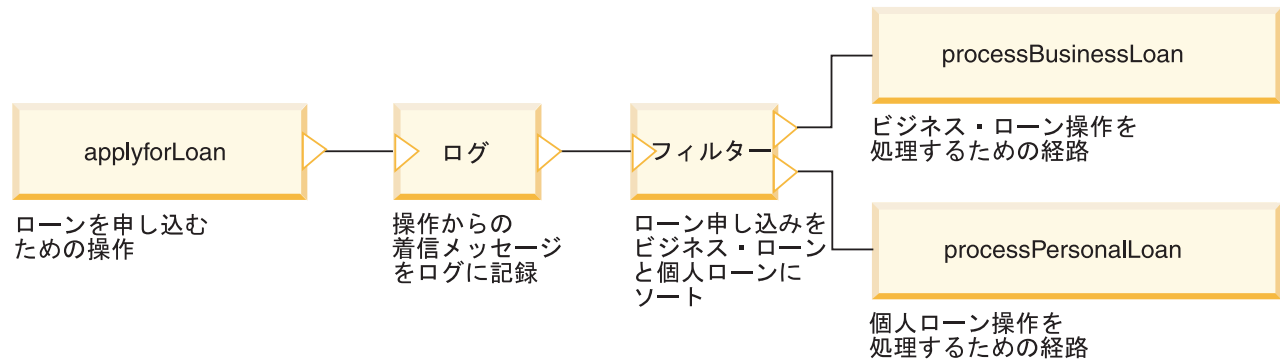 applyforLoan
ローンを申し込む
ための操作
ログ
操作からの
着信メッセージ
をログに記録
フィルター
ローン申し込みを
ビジネス・ローン
と個人ローンに
ソート
processBusinessLoan
ビジネス・ローン操作を
処理するための経路
processPersonalLoan
個人ローン操作を
処理するための経路